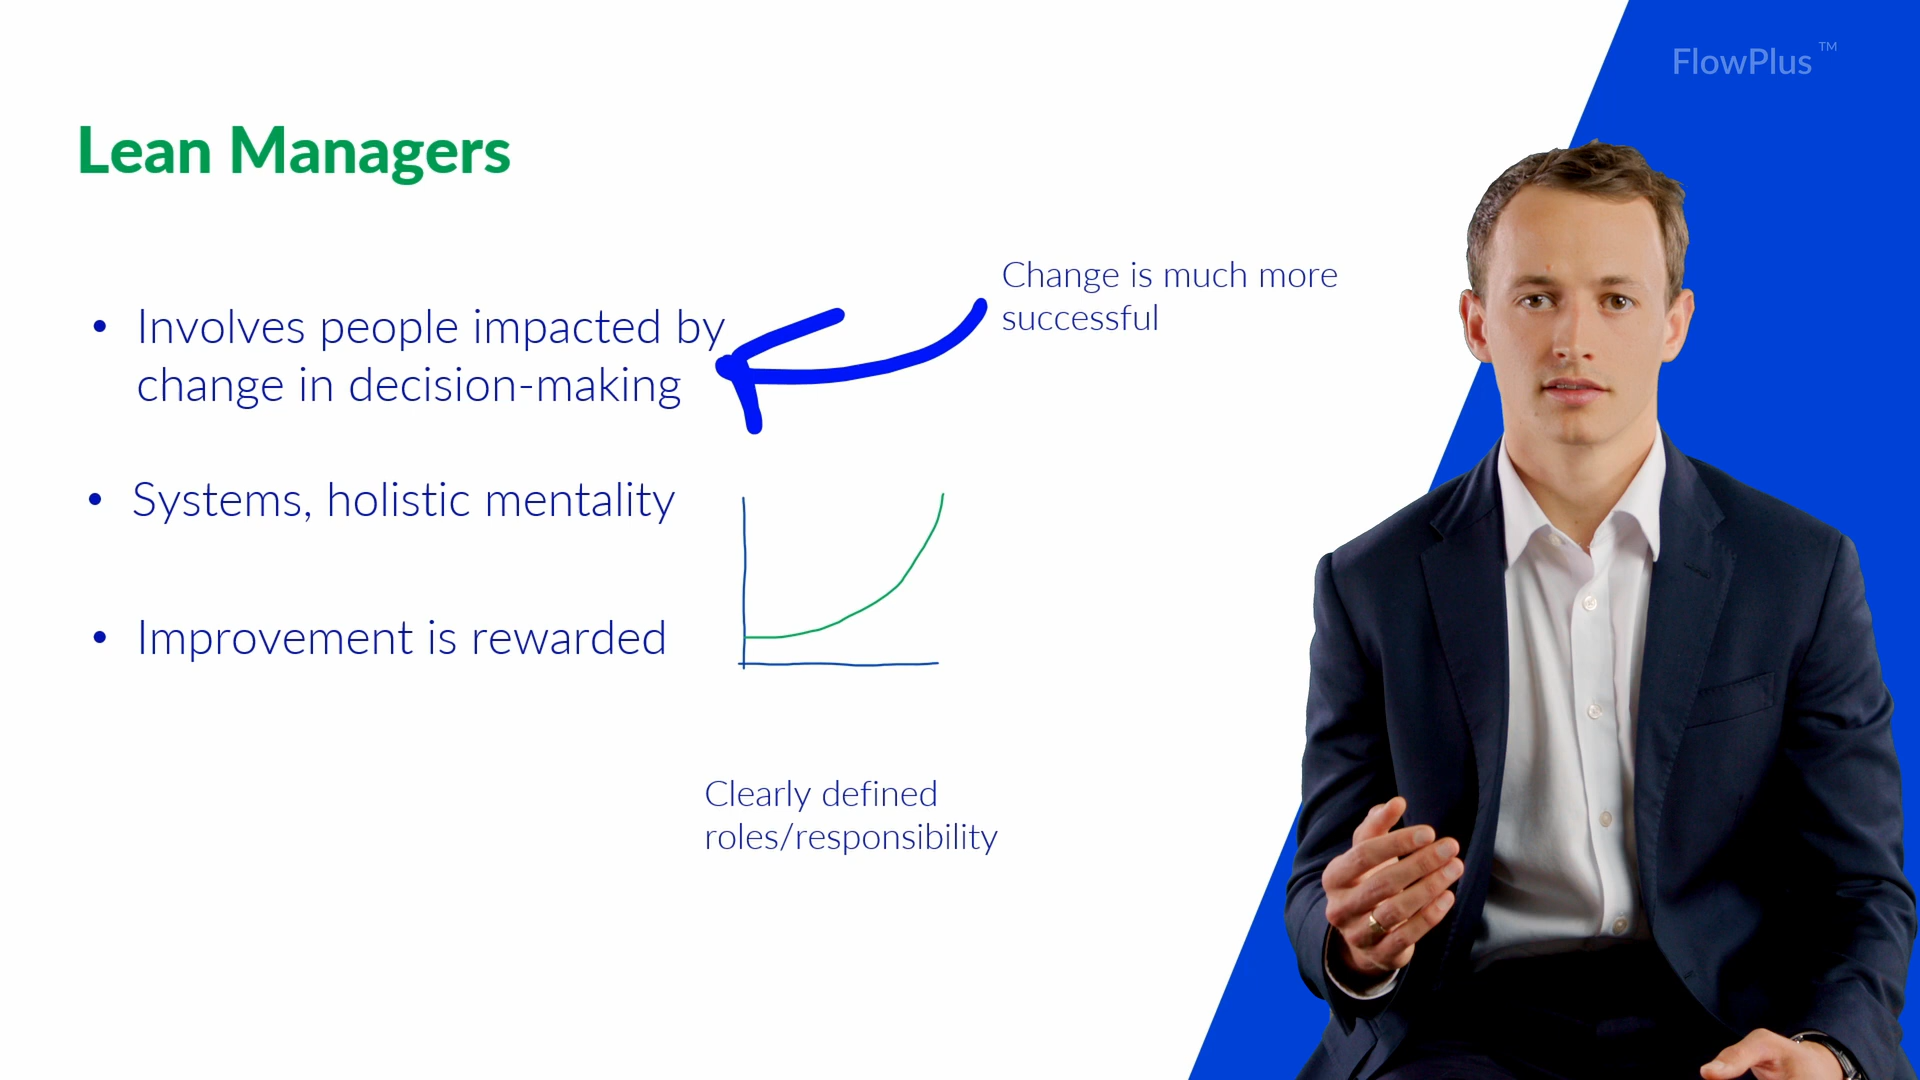 FlowPlus™
Lean Managers
Change is much more
successful
• Involves people impacted by
change in decision-making
• Systems, holistic mentality
• Improvement is rewarded
Clearly defined
roles/responsibility